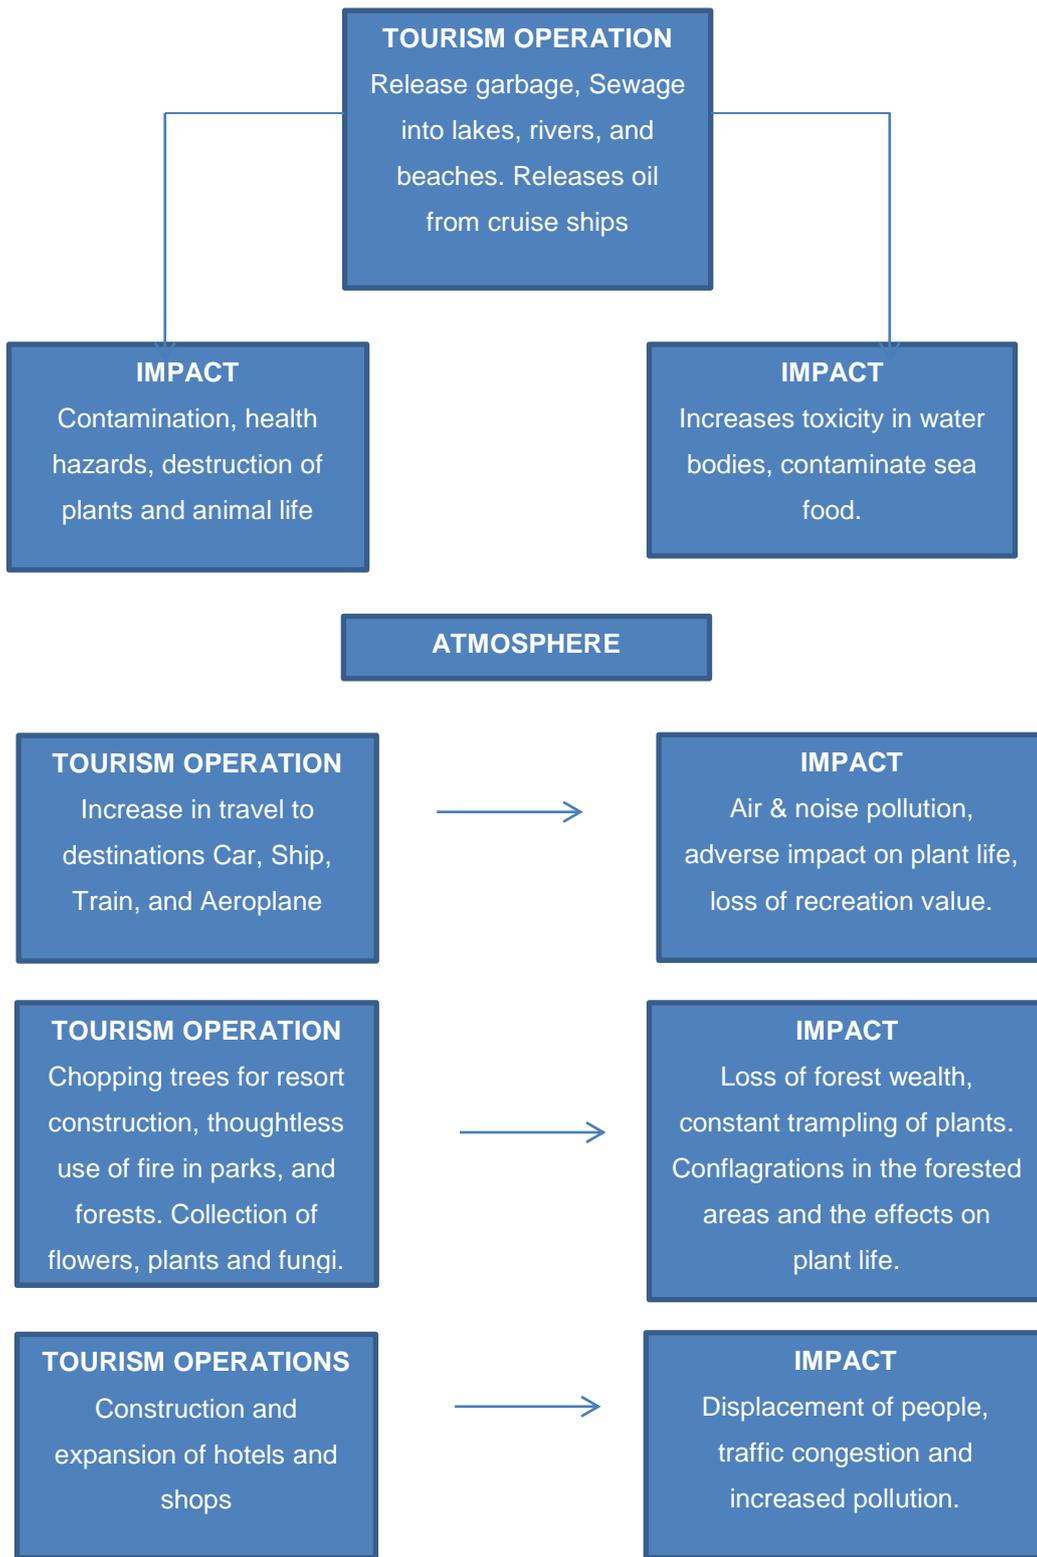 TOURISM OPERATION
Release garbage, Sewage
into lakes, rivers, and
beaches. Releases oil
from cruise ships
IMPACT
Contamination, health
hazards, destruction of
plants and animal life
IMPACT
Increases toxicity in water
bodies, contaminate sea
food.
ATMOSPHERE
TOURISM OPERATION
Increase in travel to
destinations Car, Ship,
Train, and Aeroplane
IMPACT
Air & noise pollution,
adverse impact on plant life,
loss of recreation value.
TOURISM OPERATION
Chopping trees for resort
construction, thoughtless
use of fire in parks, and
forests. Collection of
flowers, plants and fungi.
IMPACT
Loss of forest wealth,
constant trampling of plants.
Conflagrations in the forested
areas and the effects on
plant life.
TOURISM OPERATIONS
Construction and
expansion of hotels and
shops
IMPACT
Displacement of people,
traffic congestion and
increased pollution.